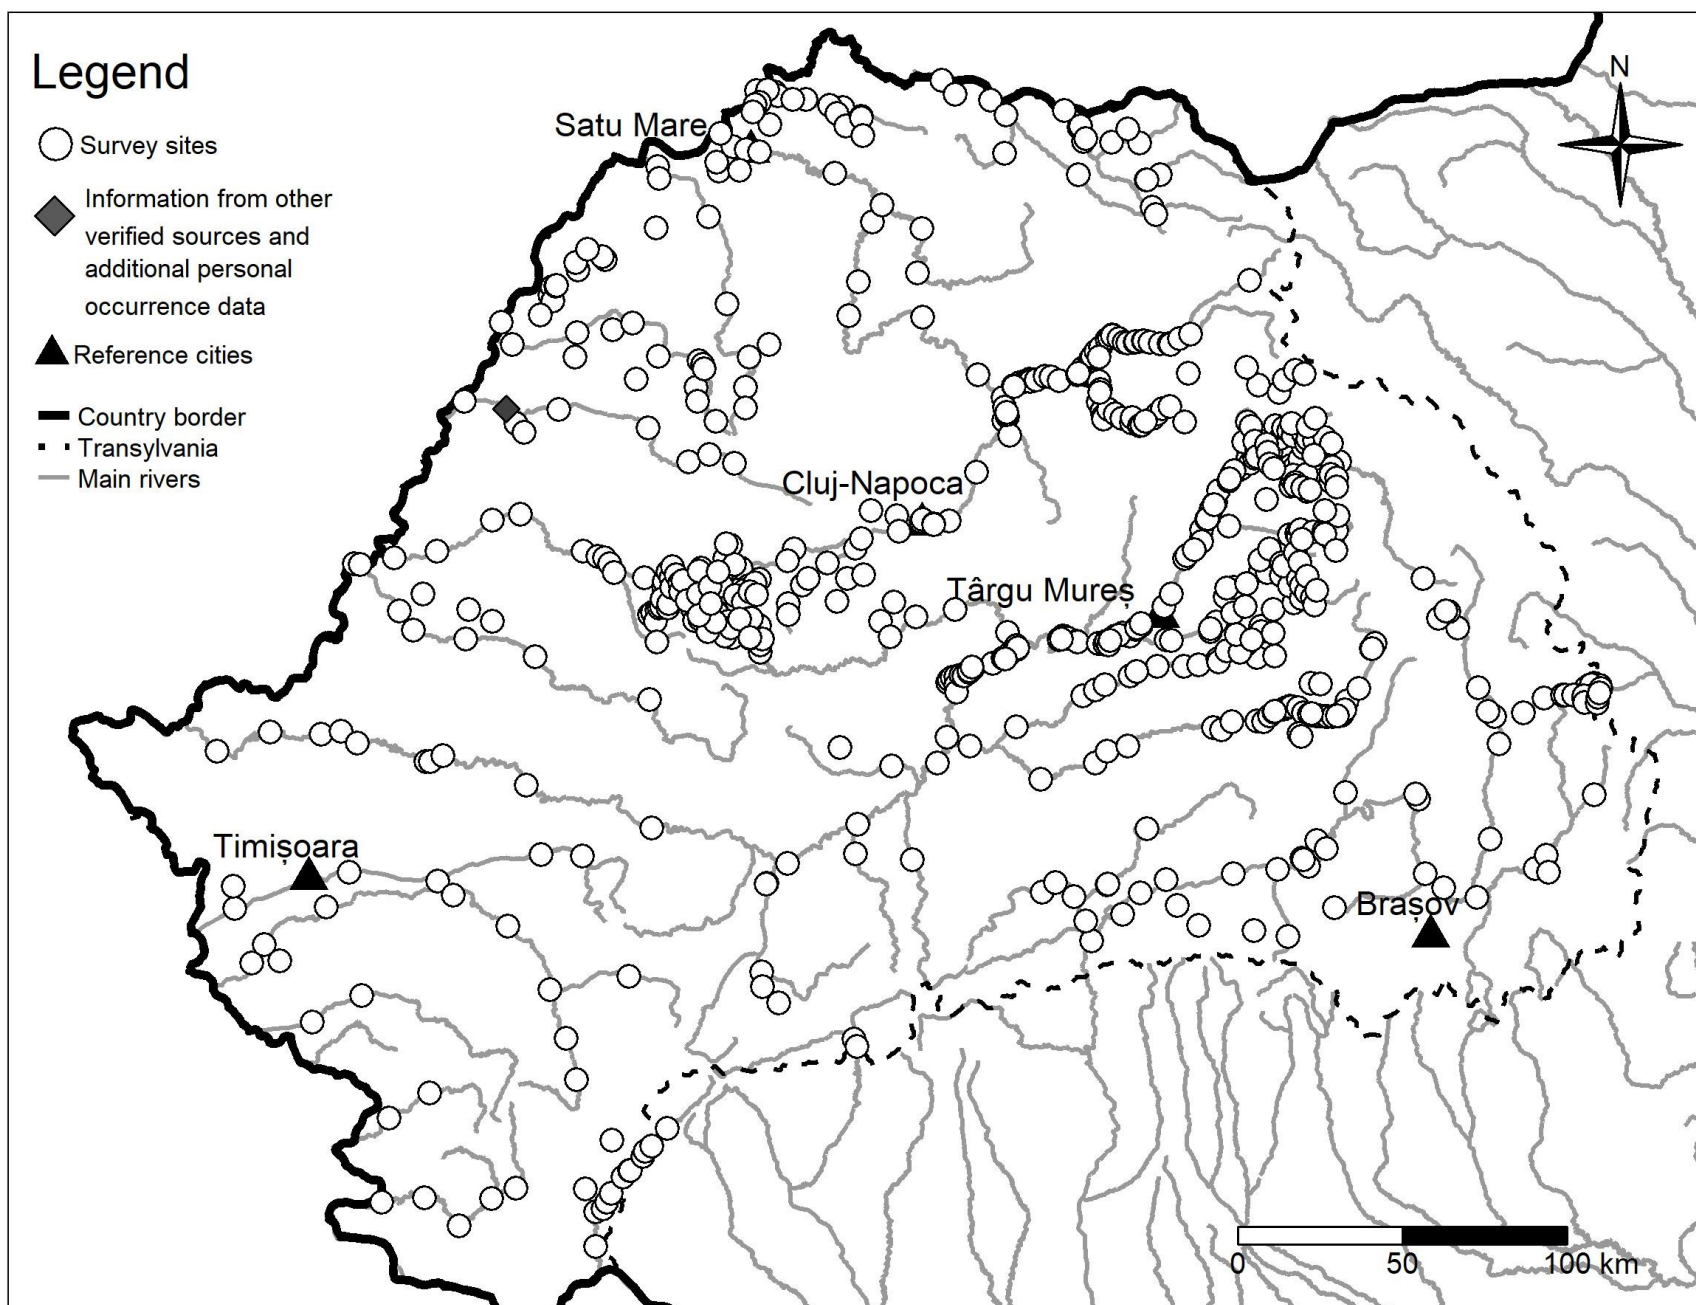 Legend
Survey sites
Information from other
verified sources and
additional personal
occurrence data
Reference cities
Country border
Transylvania
Main rivers
N
Satu Mare
Cluj-Napoca
Târgu Mureș
Timișoara
Brașov
0 50 100 km